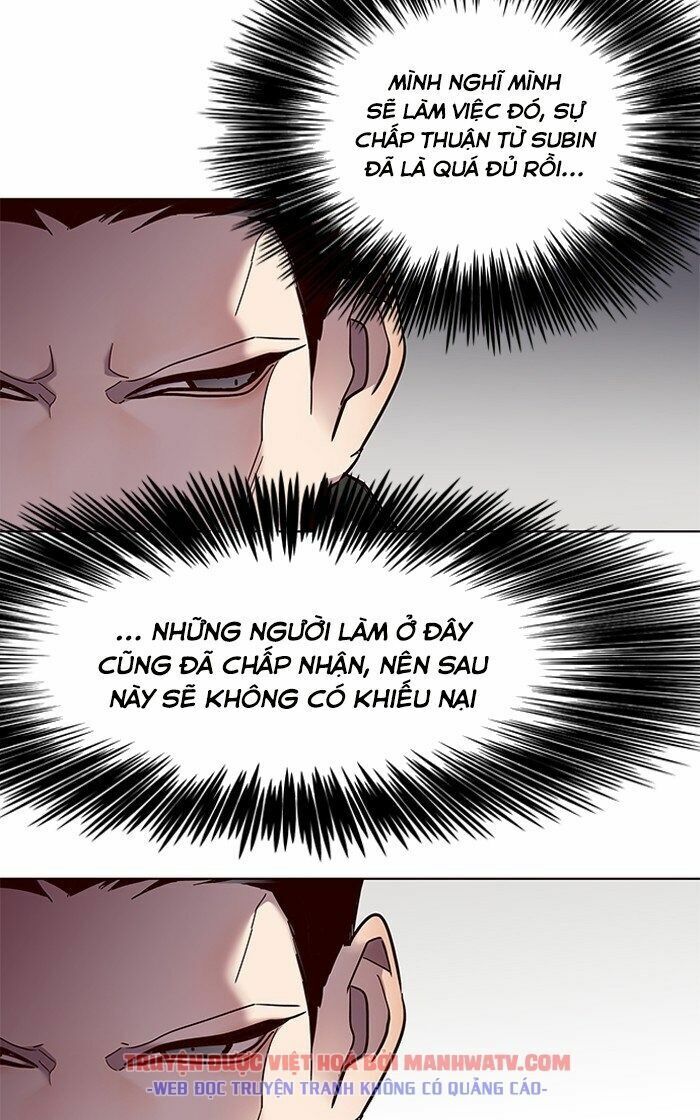 MÌNH NGHĨ MÌNH
SẼ LÀM VIỆC ĐÓ, SỰ
CHẤP THUẬN TỪ SUBIN
ĐÃ LÀ QUÁ ĐỦ RỒI...
... NHỮNG NGƯỜI LÀM Ở ĐÂY
CŨNG ĐÃ CHẤP NHẬN, NÊN SAU
NÀY SẼ KHÔNG CÓ KHIẾU NẠI
TRUYỆN ĐƯỢC VIỆT HOÁ BỞI MANHWATV.COM
-WEB ĐỌC TRUYỆN TRANH KHÔNG CÓ QUẢNG CÁO-